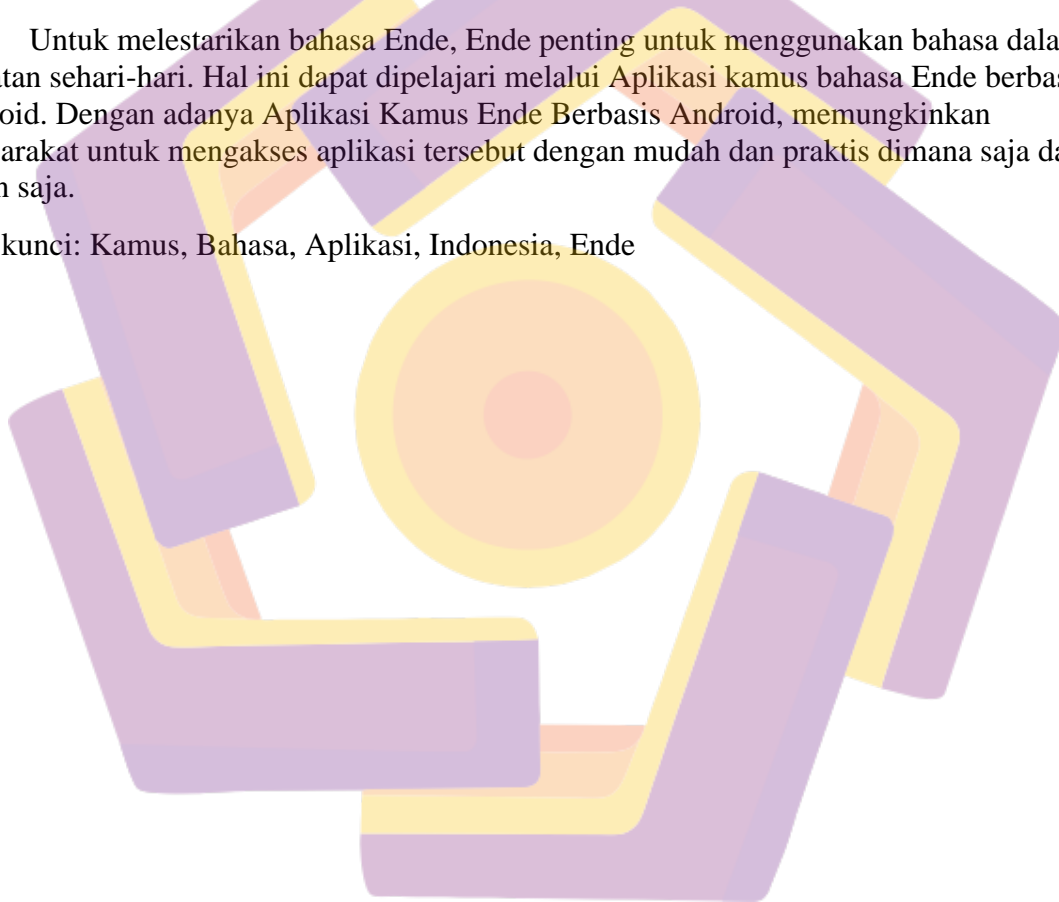 Untuk melestarikan bahasa Ende, Ende penting untuk menggunakan bahasa dala
tan sehari-hari. Hal ini dapat dipelajari melalui Aplikasi kamus bahasa Ende berbas
oid. Dengan adanya Aplikasi Kamus Ende Berbasis Android, memungkinkan
arakat untuk mengakses aplikasi tersebut dengan mudah dan praktis dimana saja da
n saja.
kunci: Kamus, Bahasa, Aplikasi, Indonesia, Ende